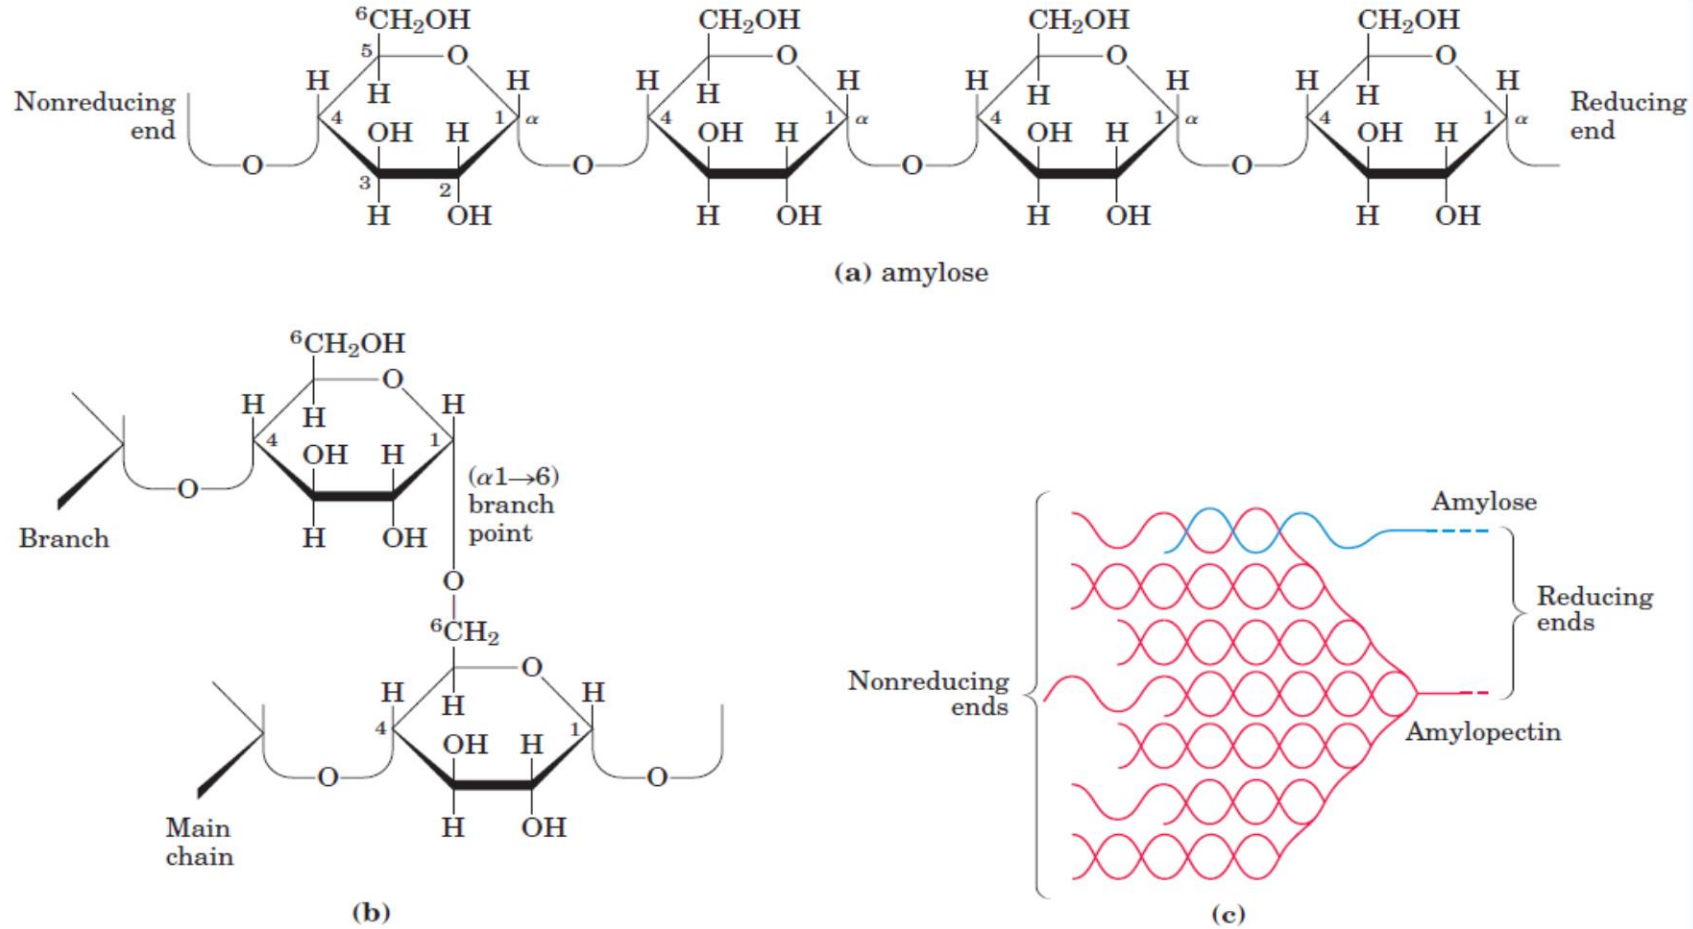 ⁶CH₂OH CH₂OH CH₂OH CH₂OH
5 O O O O
H H H H H H H H
H H H H
Nonreducing
end
4 1 α 4 1 α 4 1 α 4 1 α
Reducing
end
OH H OH H OH H OH H
O O O O
3 2
H OH H OH H OH H OH
(a) amylose
⁶CH₂OH
O
H H
H
4 1
OH H
O
(α1→6)
branch
point
Branch
H OH
O
⁶CH₂
O
H H
H
4 1
OH H
O O
Main
chain
H OH
(b)
Amylose
Reducing
ends
Nonreducing
ends
Amylopectin
(c)